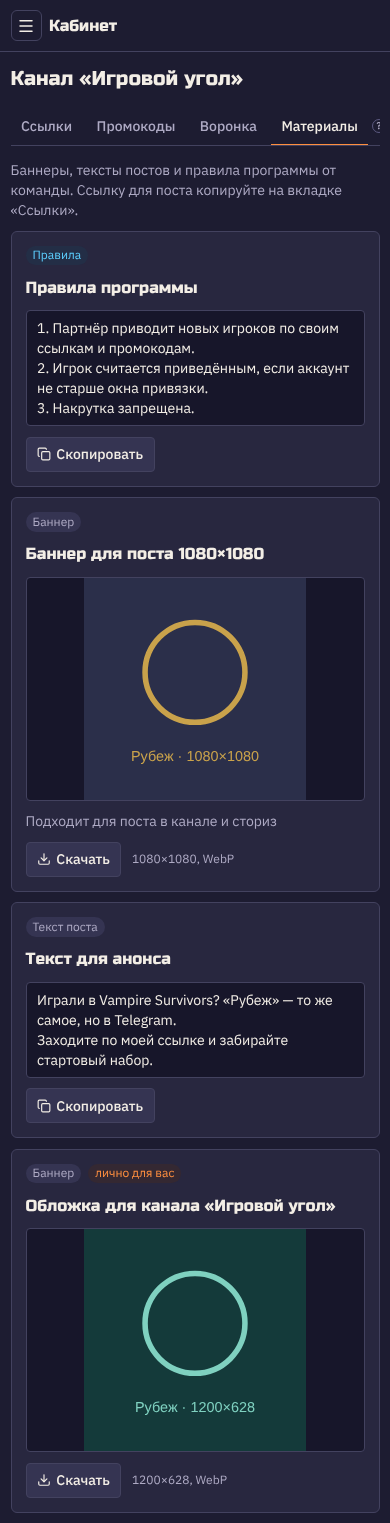 Кабинет
Канал «Игровой угол»
Ссылки Промокоды Воронка Материалы ?
Баннеры, тексты постов и правила программы от
команды. Ссылку для поста копируйте на вкладке
«Ссылки».
Правила
Правила программы
1. Партнёр приводит новых игроков по своим
ссылкам и промокодам.
2. Игрок считается приведённым, если аккаунт
не старше окна привязки.
3. Накрутка запрещена.
Скопировать
Баннер
Баннер для поста 1080×1080
Рубеж · 1080×1080
Подходит для поста в канале и сториз
Скачать 1080×1080, WebP
Текст поста
Текст для анонса
Играли в Vampire Survivors? «Рубеж» — то же
самое, но в Telegram.
Заходите по моей ссылке и забирайте
стартовый набор.
Скопировать
Баннер лично для вас
Обложка для канала «Игровой угол»
Рубеж · 1200×628
Скачать 1200×628, WebP